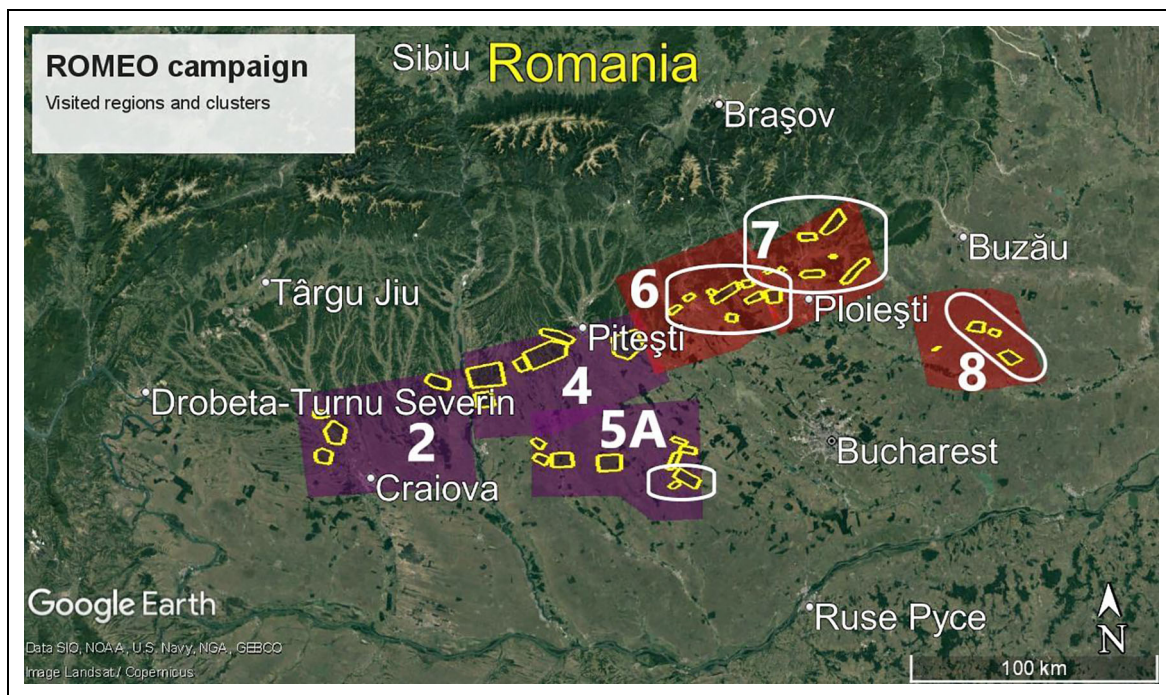 ROMEO campaign
Visited regions and clusters
Sibiu
Romania
Braşov
7
Buzău
Târgu Jiu
6
Ploieşti
Piteşti
8
4
Drobeta-Turnu Severin
2
5A
Bucharest
Craiova
Google Earth
Ruse Pyce
N
Data SIO, NOAA, U.S. Navy, NGA, GEBCO
Image Landsat / Copernicus
100 km